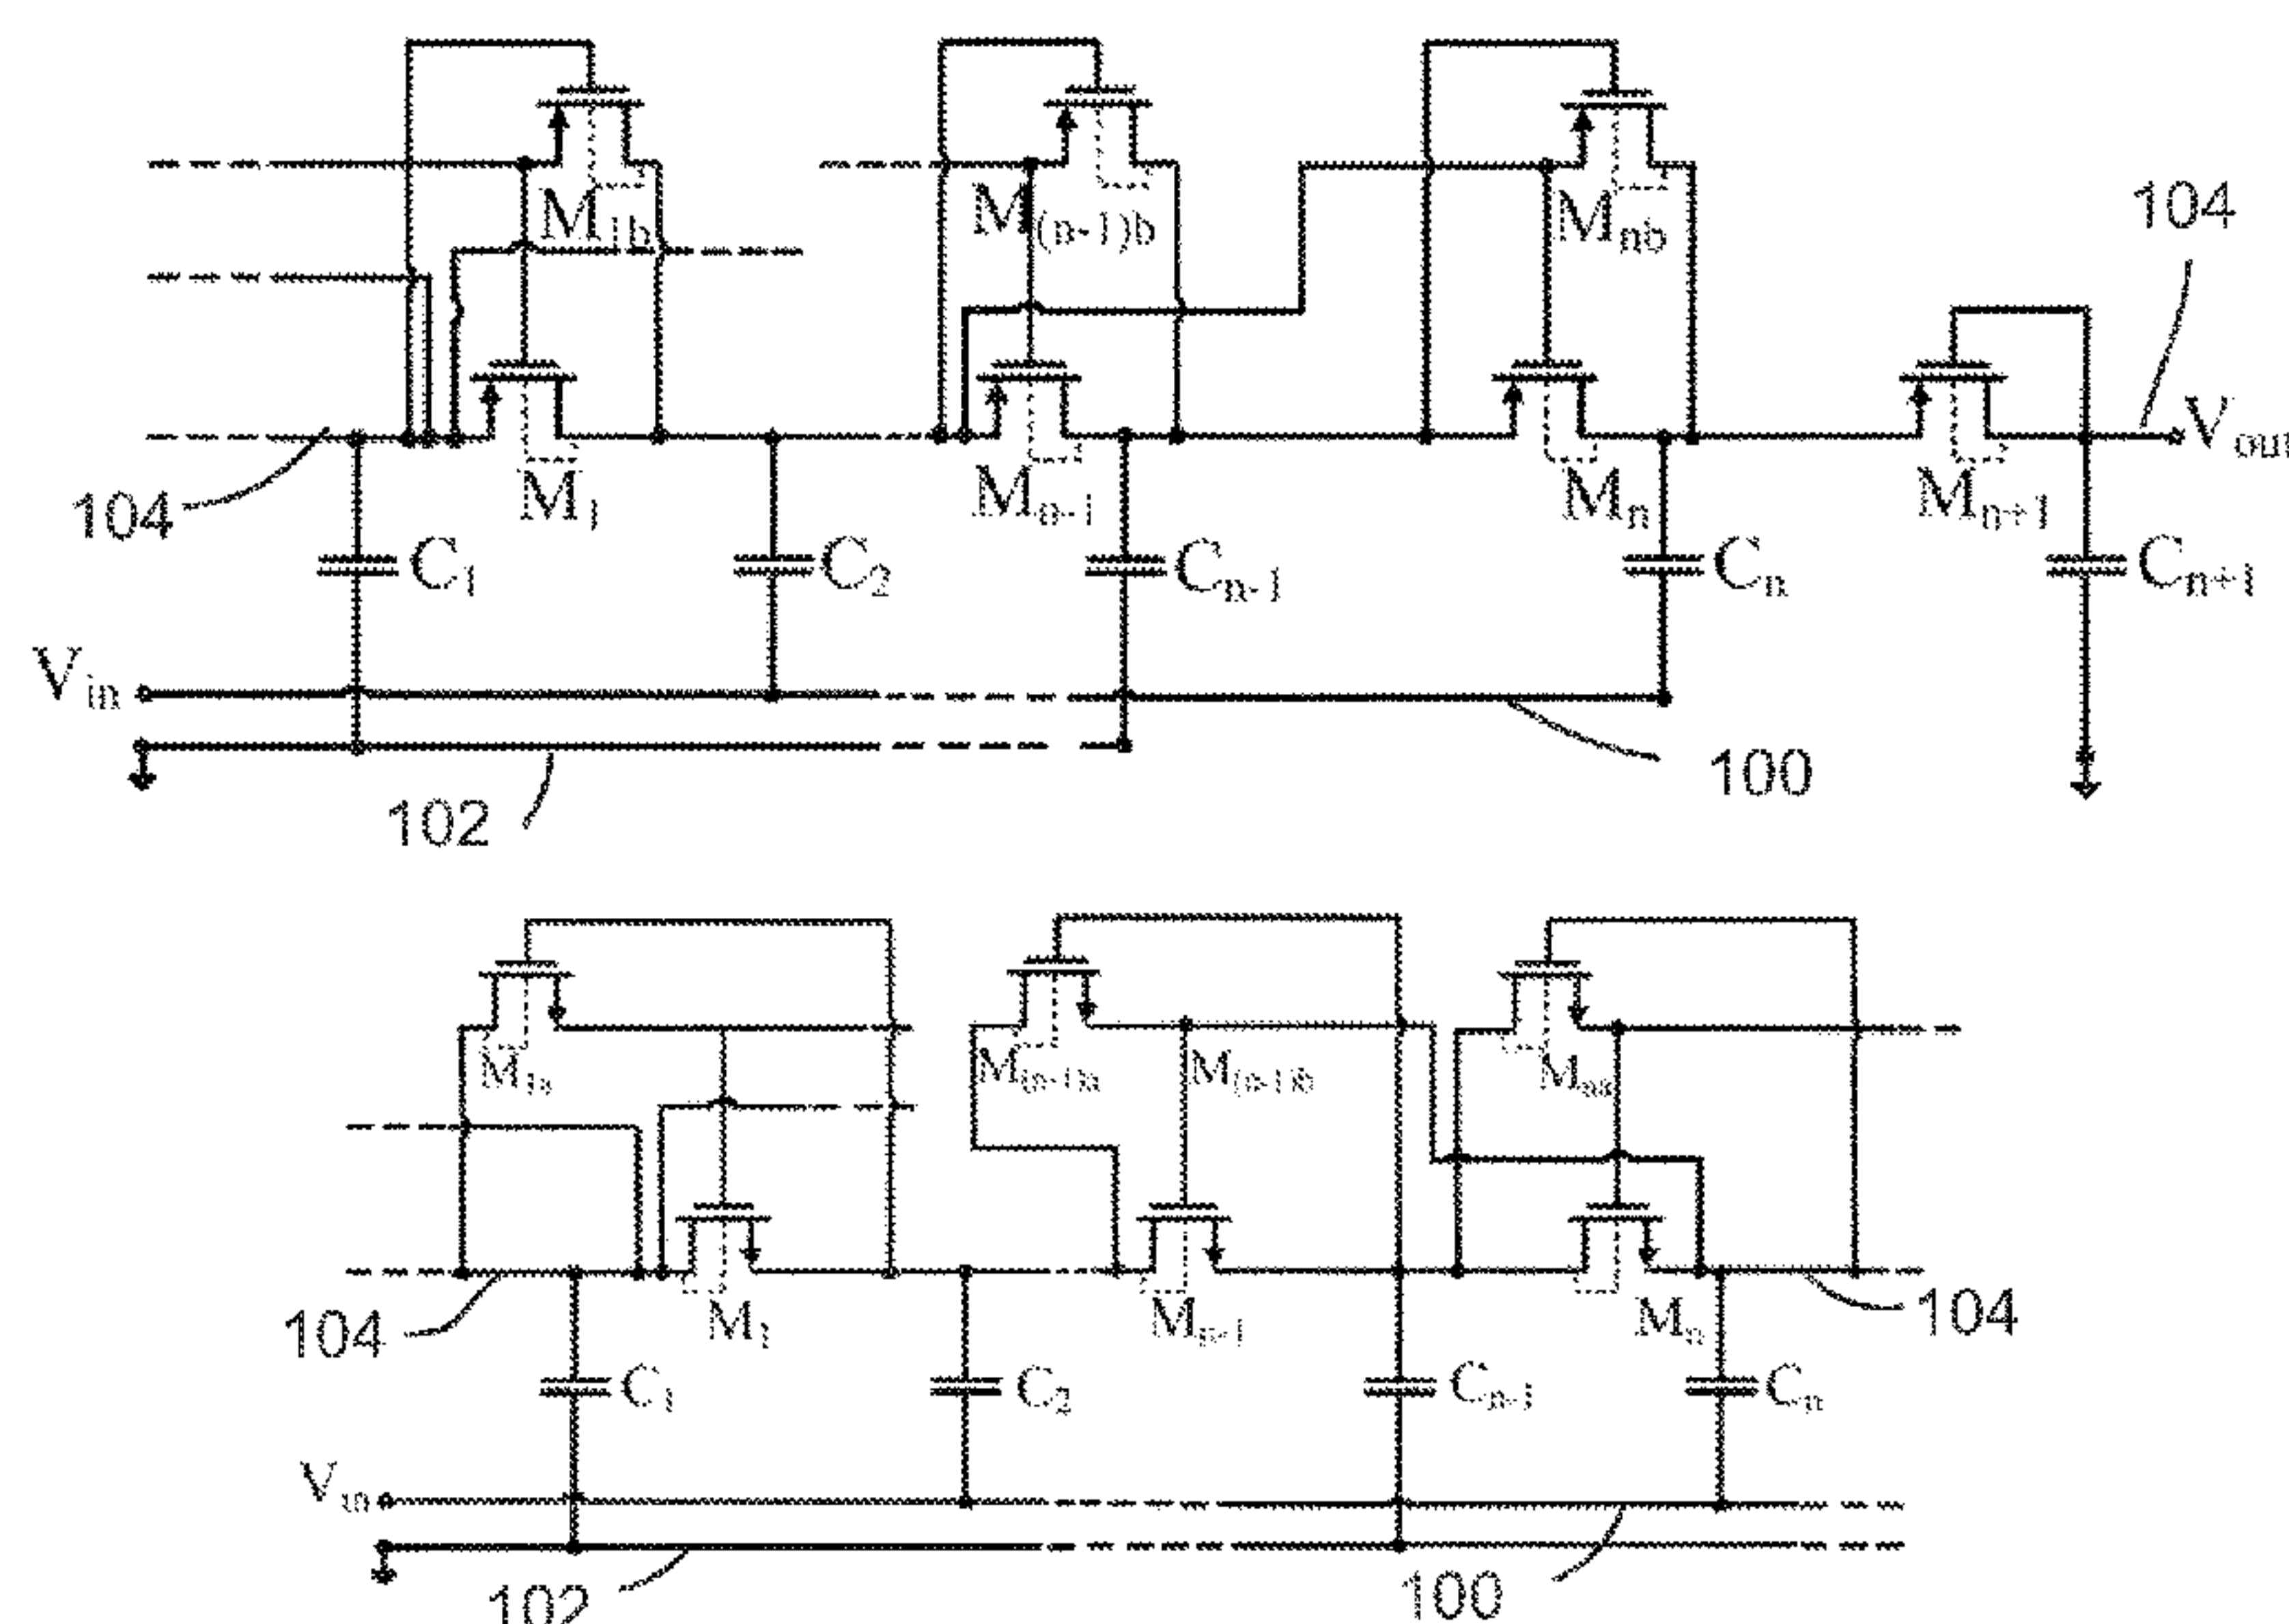 M1b
M(n-1)b
Mnb
104
Vout
M1
Mn-1
Mn
Mn+1
104
C1
C2
Cn-1
Cn
Cn+1
Vin
102
100
M1a
M(n-1)a
M(n-1)b
Mna
104
M1
Mn-1
Mn
104
C1
C2
Cn-1
Cn
Vin
102
100